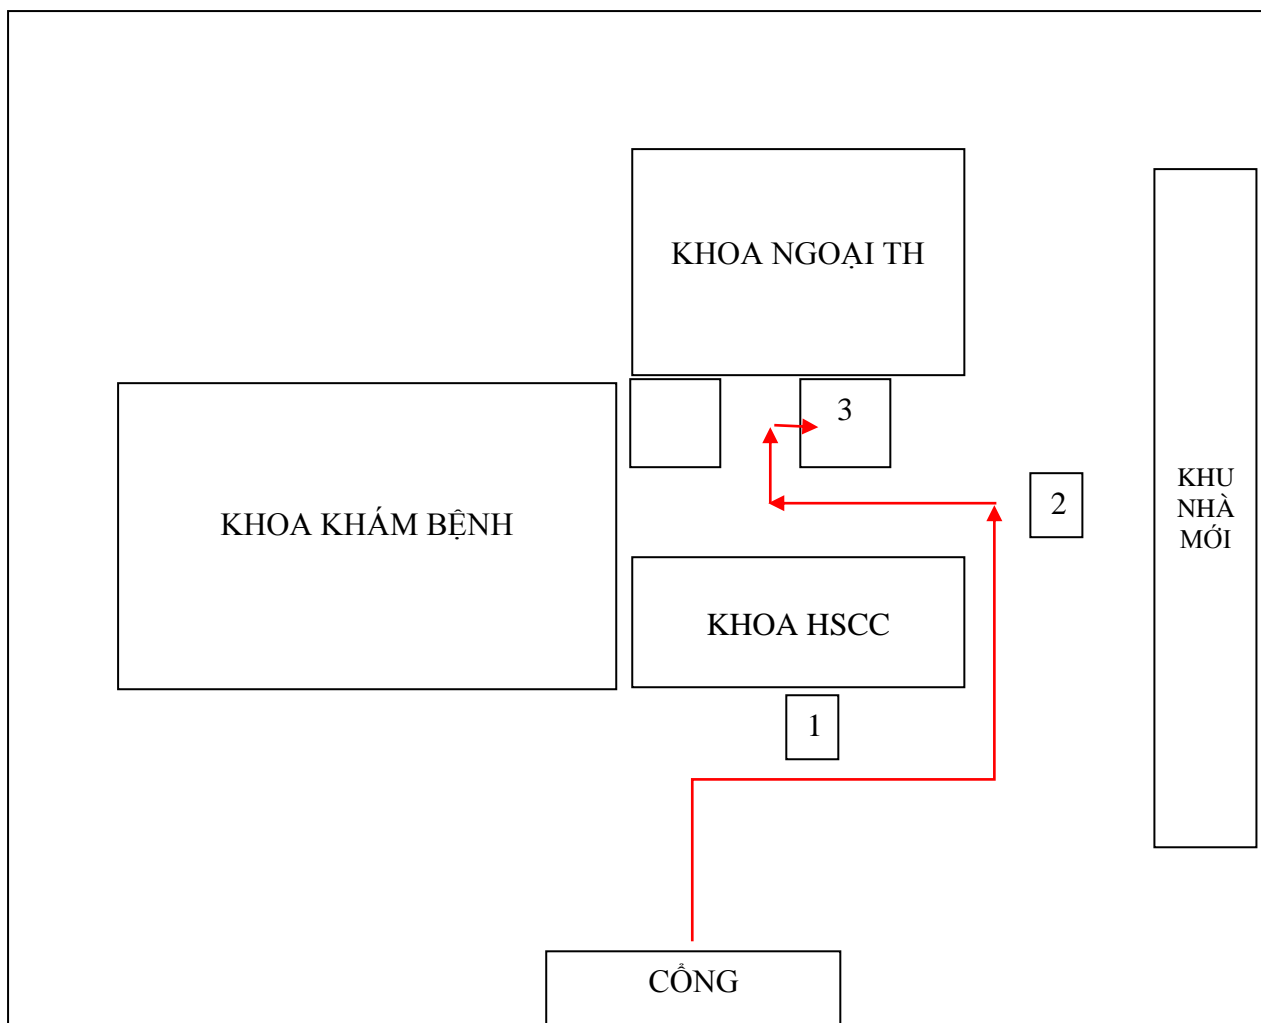 KHOA NGOẠI TH
3
KHOA KHÁM BỆNH
2
KHU
NHÀ
MỚI
KHOA HSCC
1
CỔNG